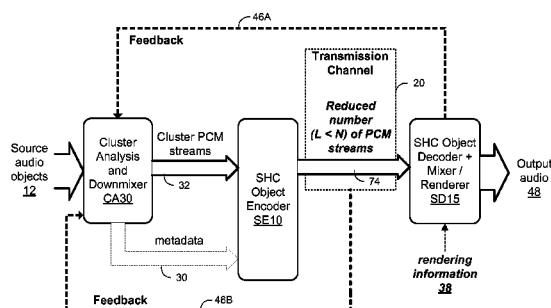 46A
Feedback
Transmission
Channel
20
Reduced
number
(L < N) of PCM
streams
Source
audio
objects
12
Cluster
Analysis
and
Downmixer
CA30
Cluster PCM
streams
32
SHC
Object
Encoder
SE10
74
SHC Object
Decoder +
Mixer /
Renderer
SD15
Output
audio
48
metadata
30
rendering
information
38
Feedback
46B